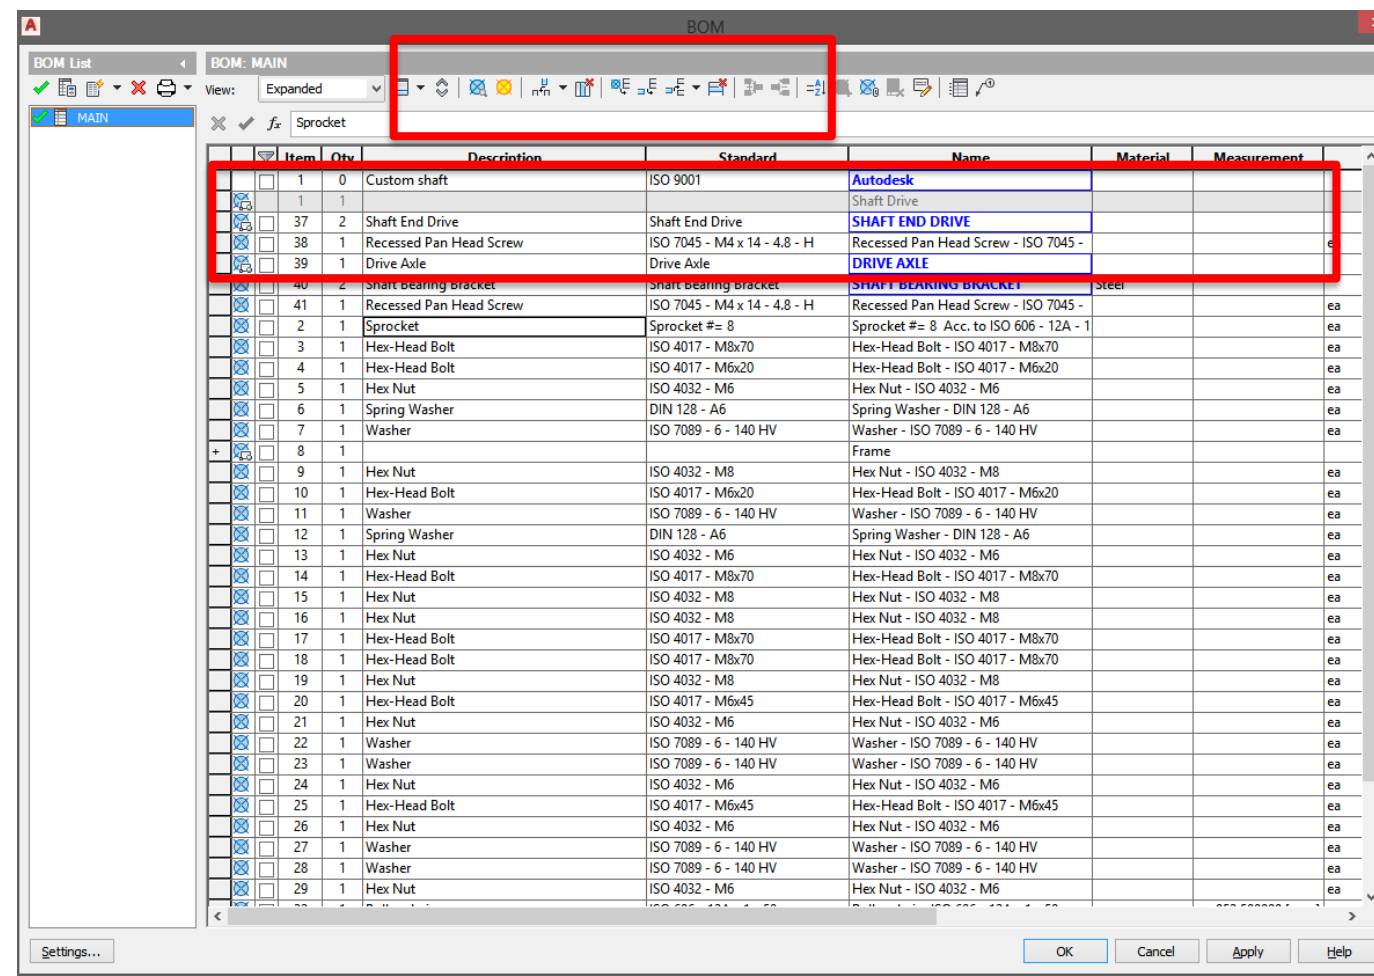 BOM
BOM List BOM: MAIN
View: Expanded
MAIN
fx Sprocket
Item Qty Description Standard Name Material Measurement
1 0 Custom shaft ISO 9001 Autodesk
1 1 Shaft Drive
37 2 Shaft End Drive Shaft End Drive SHAFT END DRIVE
38 1 Recessed Pan Head Screw ISO 7045 - M4 x 14 - 4.8 - H Recessed Pan Head Screw - ISO 7045 -
39 1 Drive Axle Drive Axle DRIVE AXLE
40 2 Shaft Bearing Bracket Shaft Bearing Bracket SHAFT BEARING BRACKET Steel
41 1 Recessed Pan Head Screw ISO 7045 - M4 x 14 - 4.8 - H Recessed Pan Head Screw - ISO 7045 - ea
2 1 Sprocket Sprocket #= 8 Sprocket #= 8 Acc. to ISO 606 - 12A - 1 ea
3 1 Hex-Head Bolt ISO 4017 - M8x70 Hex-Head Bolt - ISO 4017 - M8x70 ea
4 1 Hex-Head Bolt ISO 4017 - M6x20 Hex-Head Bolt - ISO 4017 - M6x20 ea
5 1 Hex Nut ISO 4032 - M6 Hex Nut - ISO 4032 - M6 ea
6 1 Spring Washer DIN 128 - A6 Spring Washer - DIN 128 - A6 ea
7 1 Washer ISO 7089 - 6 - 140 HV Washer - ISO 7089 - 6 - 140 HV ea
+ 8 1 Frame
9 1 Hex Nut ISO 4032 - M8 Hex Nut - ISO 4032 - M8 ea
10 1 Hex-Head Bolt ISO 4017 - M6x20 Hex-Head Bolt - ISO 4017 - M6x20 ea
11 1 Washer ISO 7089 - 6 - 140 HV Washer - ISO 7089 - 6 - 140 HV ea
12 1 Spring Washer DIN 128 - A6 Spring Washer - DIN 128 - A6 ea
13 1 Hex Nut ISO 4032 - M6 Hex Nut - ISO 4032 - M6 ea
14 1 Hex-Head Bolt ISO 4017 - M8x70 Hex-Head Bolt - ISO 4017 - M8x70 ea
15 1 Hex Nut ISO 4032 - M8 Hex Nut - ISO 4032 - M8 ea
16 1 Hex Nut ISO 4032 - M8 Hex Nut - ISO 4032 - M8 ea
17 1 Hex-Head Bolt ISO 4017 - M8x70 Hex-Head Bolt - ISO 4017 - M8x70 ea
18 1 Hex-Head Bolt ISO 4017 - M8x70 Hex-Head Bolt - ISO 4017 - M8x70 ea
19 1 Hex Nut ISO 4032 - M8 Hex Nut - ISO 4032 - M8 ea
20 1 Hex-Head Bolt ISO 4017 - M6x45 Hex-Head Bolt - ISO 4017 - M6x45 ea
21 1 Hex Nut ISO 4032 - M6 Hex Nut - ISO 4032 - M6 ea
22 1 Washer ISO 7089 - 6 - 140 HV Washer - ISO 7089 - 6 - 140 HV ea
23 1 Washer ISO 7089 - 6 - 140 HV Washer - ISO 7089 - 6 - 140 HV ea
24 1 Hex Nut ISO 4032 - M6 Hex Nut - ISO 4032 - M6 ea
25 1 Hex-Head Bolt ISO 4017 - M6x45 Hex-Head Bolt - ISO 4017 - M6x45 ea
26 1 Hex Nut ISO 4032 - M6 Hex Nut - ISO 4032 - M6 ea
27 1 Washer ISO 7089 - 6 - 140 HV Washer - ISO 7089 - 6 - 140 HV ea
28 1 Washer ISO 7089 - 6 - 140 HV Washer - ISO 7089 - 6 - 140 HV ea
29 1 Hex Nut ISO 4032 - M6 Hex Nut - ISO 4032 - M6 ea
Settings... OK Cancel Apply Help